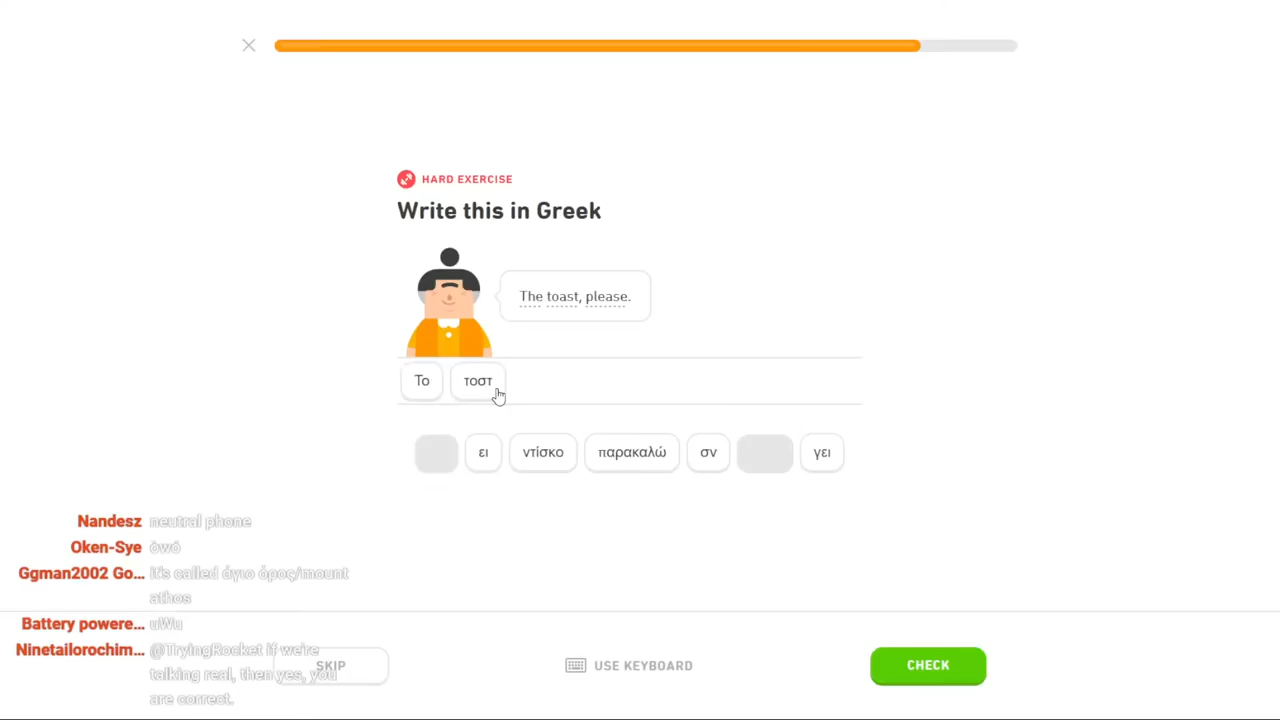 HARD EXERCISE
Write this in Greek
The toast, please.
Το τοστ
ει ντίσκο παρακαλώ σν γει
Nandesz neutral phone
Oken-Sye òwó
Ggman2002 Go... It's called άγιο όρος/mount
athos
Battery powere... uWu
Ninetailorochim... @TryingRocket if we're
talking real, then yes, you
are correct.
SKIP
USE KEYBOARD
CHECK